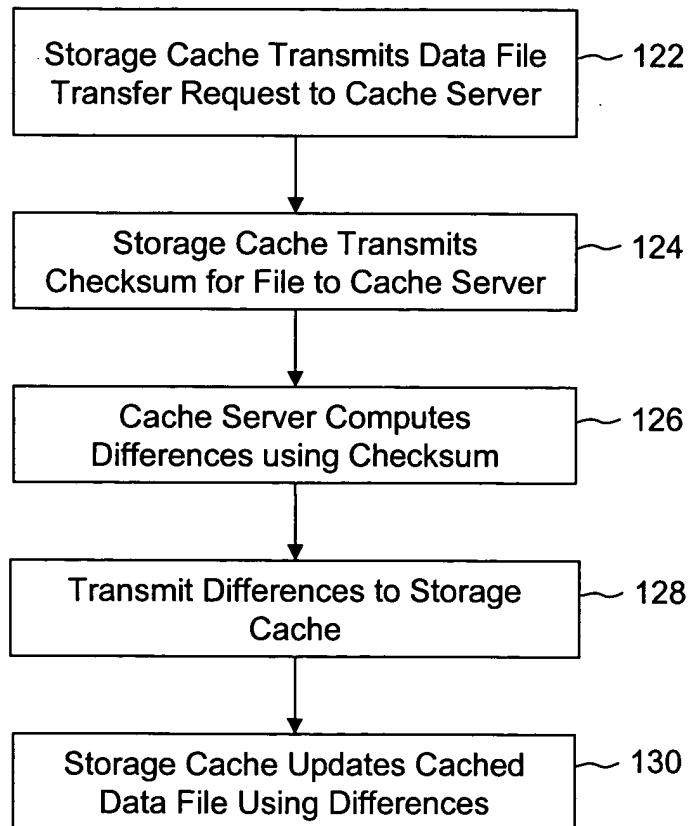 Storage Cache Transmits Data File
Transfer Request to Cache Server
122
Storage Cache Transmits
Checksum for File to Cache Server
124
Cache Server Computes
Differences using Checksum
126
Transmit Differences to Storage
Cache
128
Storage Cache Updates Cached
Data File Using Differences
130